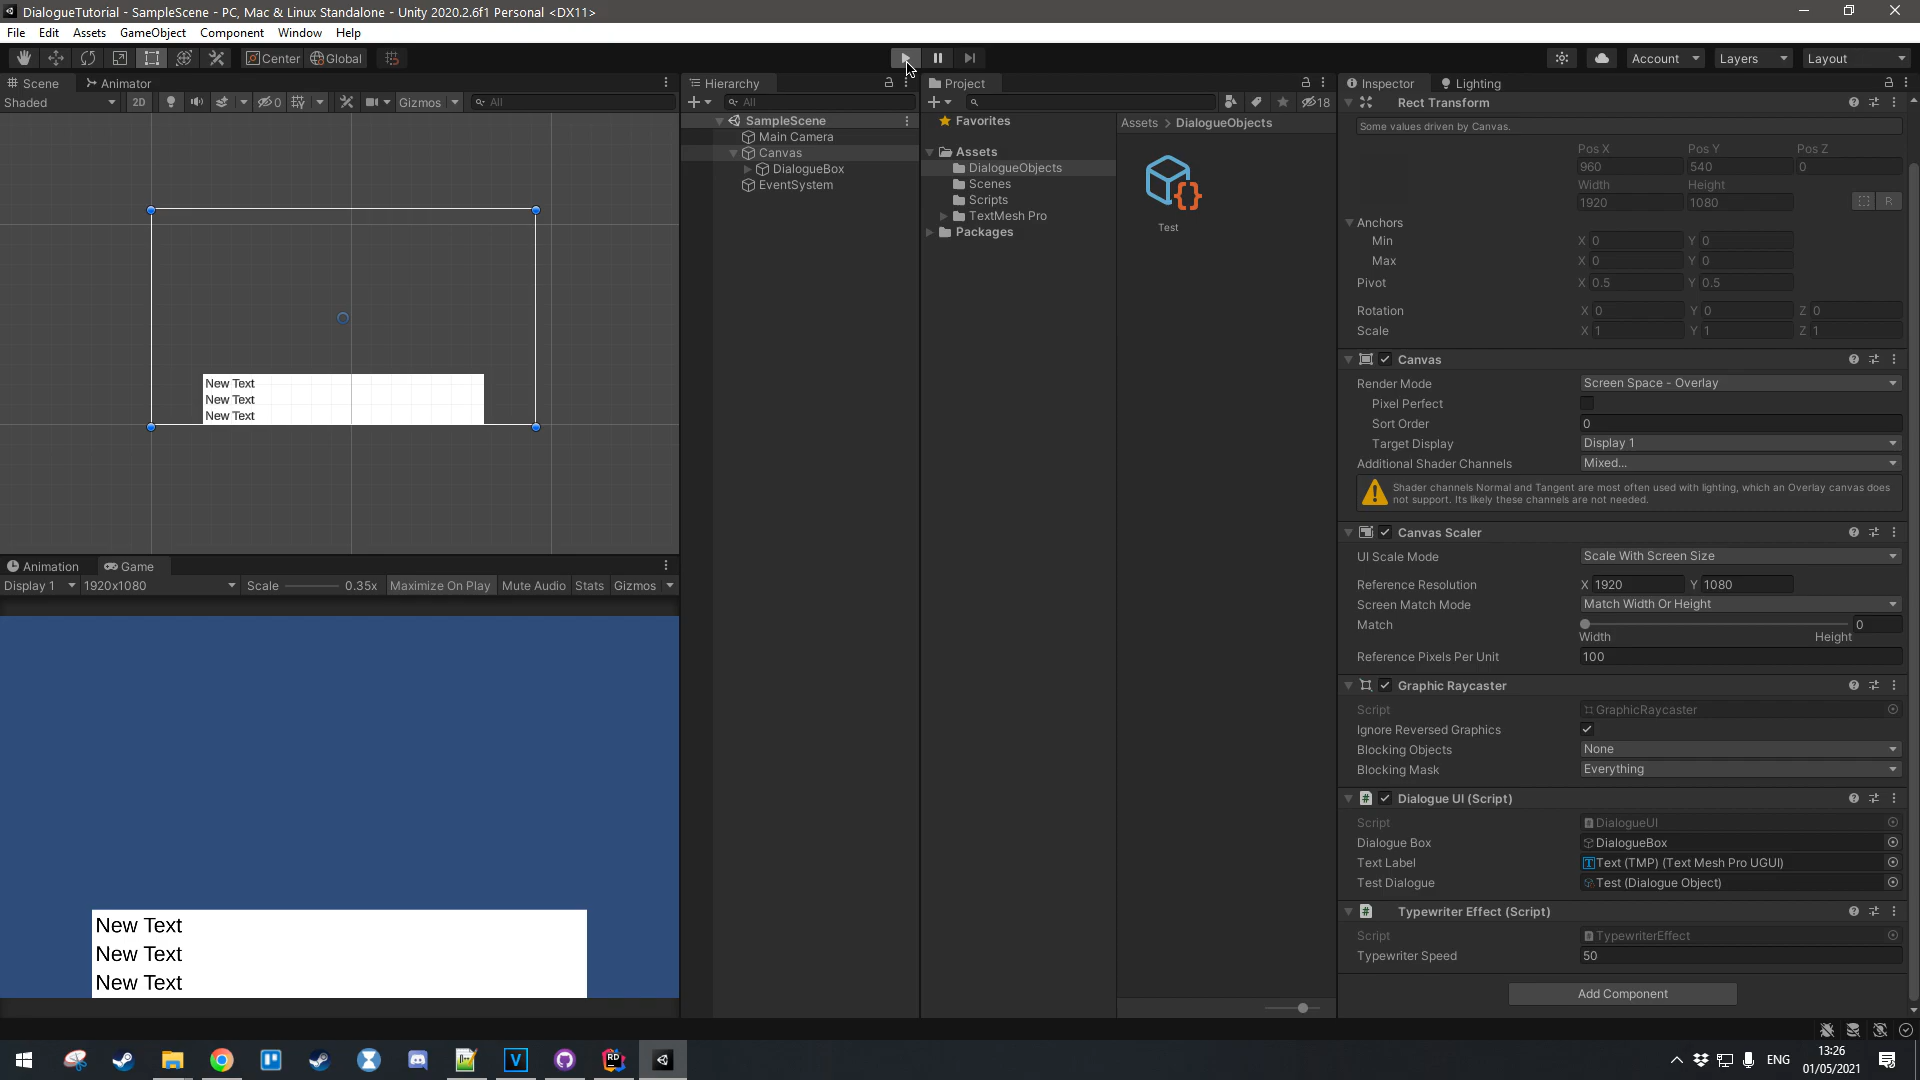 DialogueTutorial - SampleScene - PC, Mac & Linux Standalone - Unity 2020.2.6f1 Personal <DX11>
File Edit Assets GameObject Component Window Help
Center Global Account Layers Layout
Scene Animator
Shaded 2D 0 Gizmos All
New Text
New Text
New Text
Animation Game
Display 1 1920x1080 Scale 0.35x Maximize On Play Mute Audio Stats Gizmos
New Text
New Text
New Text
Hierarchy
All
SampleScene
Main Camera
Canvas
DialogueBox
EventSystem
Project
18
Favorites
Assets
DialogueObjects
Scenes
Scripts
TextMesh Pro
Packages
Assets > DialogueObjects
Test
Inspector Lighting
Rect Transform
Some values driven by Canvas.
Pos X Pos Y Pos Z
960 540 0
Width Height
1920 1080 R
Anchors
Min X 0 Y 0
Max X 0 Y 0
Pivot X 0.5 Y 0.5
Rotation X 0 Y 0 Z 0
Scale X 1 Y 1 Z 1
Canvas
Render Mode Screen Space - Overlay
Pixel Perfect
Sort Order 0
Target Display Display 1
Additional Shader Channels Mixed...
Shader channels Normal and Tangent are most often used with lighting, which an Overlay canvas does
not support. Its likely these channels are not needed.
Canvas Scaler
UI Scale Mode Scale With Screen Size
Reference Resolution X 1920 Y 1080
Screen Match Mode Match Width Or Height
Match 0
Width Height
Reference Pixels Per Unit 100
Graphic Raycaster
Script GraphicRaycaster
Ignore Reversed Graphics
Blocking Objects None
Blocking Mask Everything
Dialogue UI (Script)
Script DialogueUI
Dialogue Box DialogueBox
Text Label Text (TMP) (Text Mesh Pro UGUI)
Test Dialogue Test (Dialogue Object)
Typewriter Effect (Script)
Script TypewriterEffect
Typewriter Speed 50
Add Component
RD
V
ENG
13:26
01/05/2021